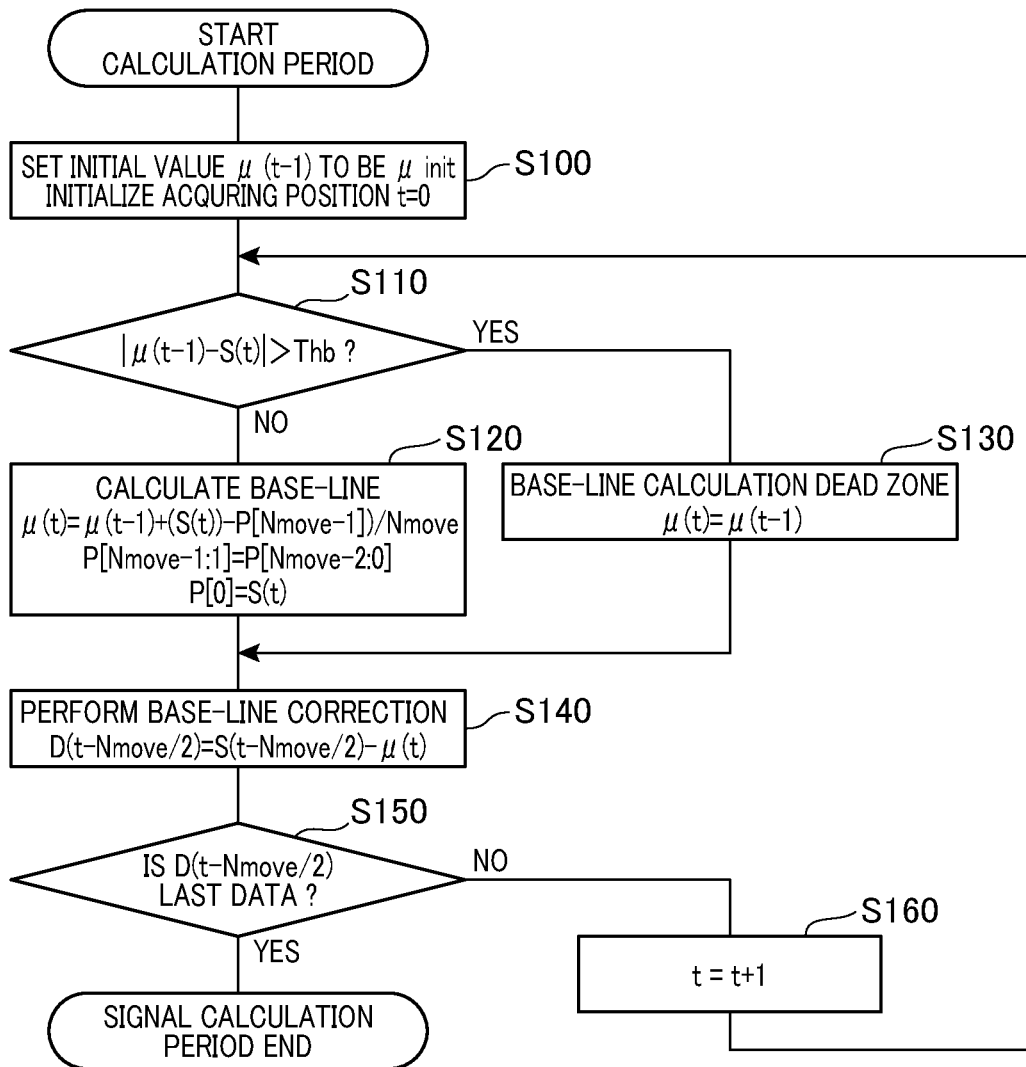 START
CALCULATION PERIOD
SET INITIAL VALUE μ (t-1) TO BE μ init
INITIALIZE ACQURING POSITION t=0
S100
S110
|μ(t-1)-S(t)|>Thb ?
YES
NO
S120
CALCULATE BASE-LINE
μ(t)=μ(t-1)+(S(t))-P[Nmove-1])/Nmove
P[Nmove-1:1]=P[Nmove-2:0]
P[0]=S(t)
S130
BASE-LINE CALCULATION DEAD ZONE
μ(t)=μ(t-1)
PERFORM BASE-LINE CORRECTION
D(t-Nmove/2)=S(t-Nmove/2)-μ(t)
S140
S150
IS D(t-Nmove/2)
LAST DATA ?
NO
YES
S160
t = t+1
SIGNAL CALCULATION
PERIOD END